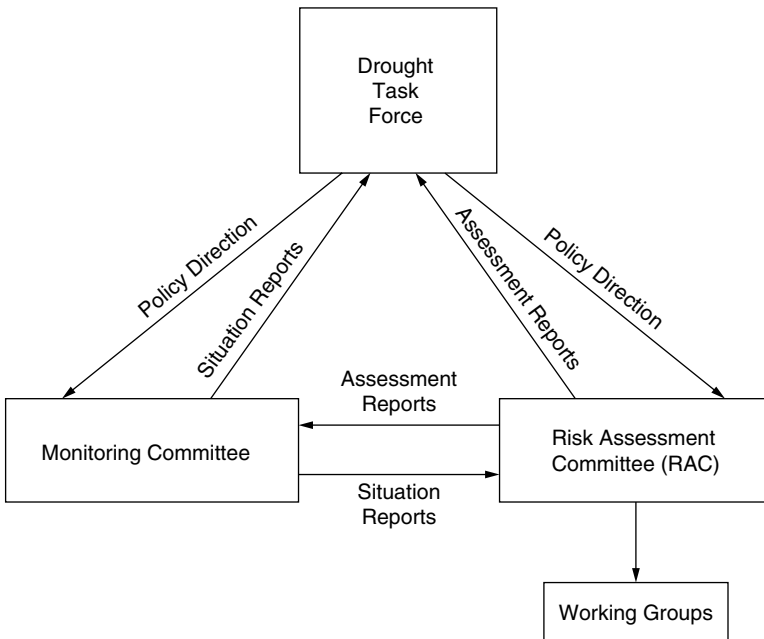 Drought
Task
Force
Policy Direction
Situation Reports
Assessment Reports
Policy Direction
Assessment
Reports
Monitoring Committee
Risk Assessment
Committee (RAC)
Situation
Reports
Working Groups